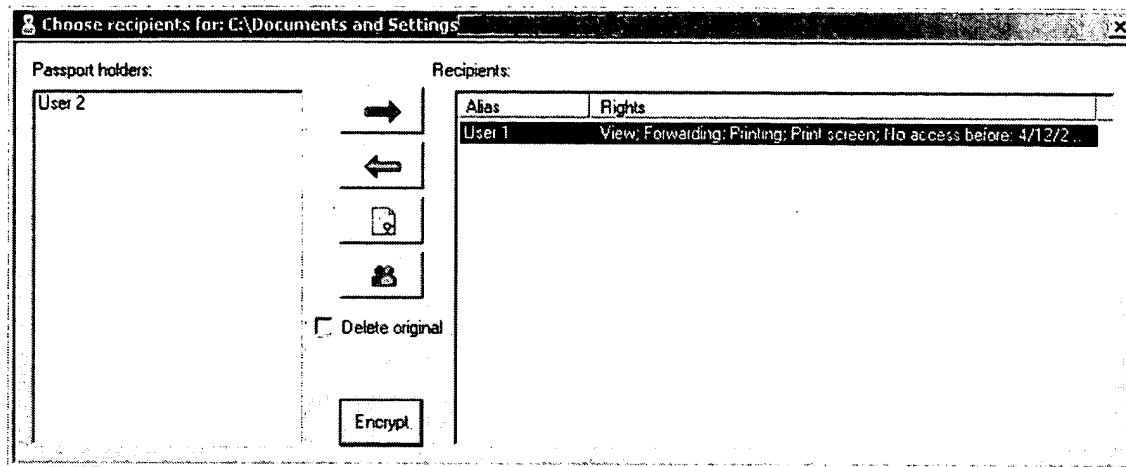 Choose recipients for: C:\Documents and Settings
Passport holders:
User 2
Delete original
Encrypt
Recipients:
Alias Rights
User 1 View; Forwarding; Printing; Print screen; No access before: 4/12/2...